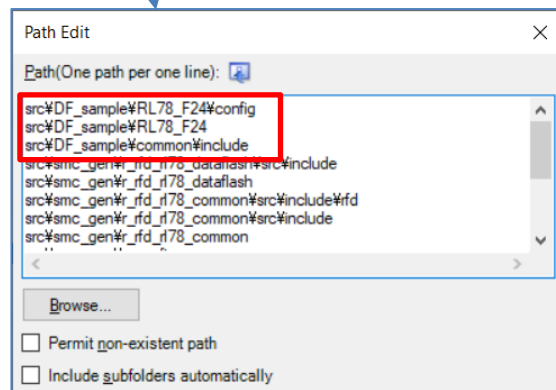 Path Edit
Path(One path per one line):
src¥DF_sample¥RL78_F24¥config
src¥DF_sample¥RL78_F24
src¥DF_sample¥common¥include
src¥smc_gen¥r_rfd_rl78_dataflash¥src¥include
src¥smc_gen¥r_rfd_rl78_dataflash
src¥smc_gen¥r_rfd_rl78_common¥src¥include¥rfd
src¥smc_gen¥r_rfd_rl78_common¥src¥include
src¥smc_gen¥r_rfd_rl78_common
Browse...
Permit non-existent path
Include subfolders automatically